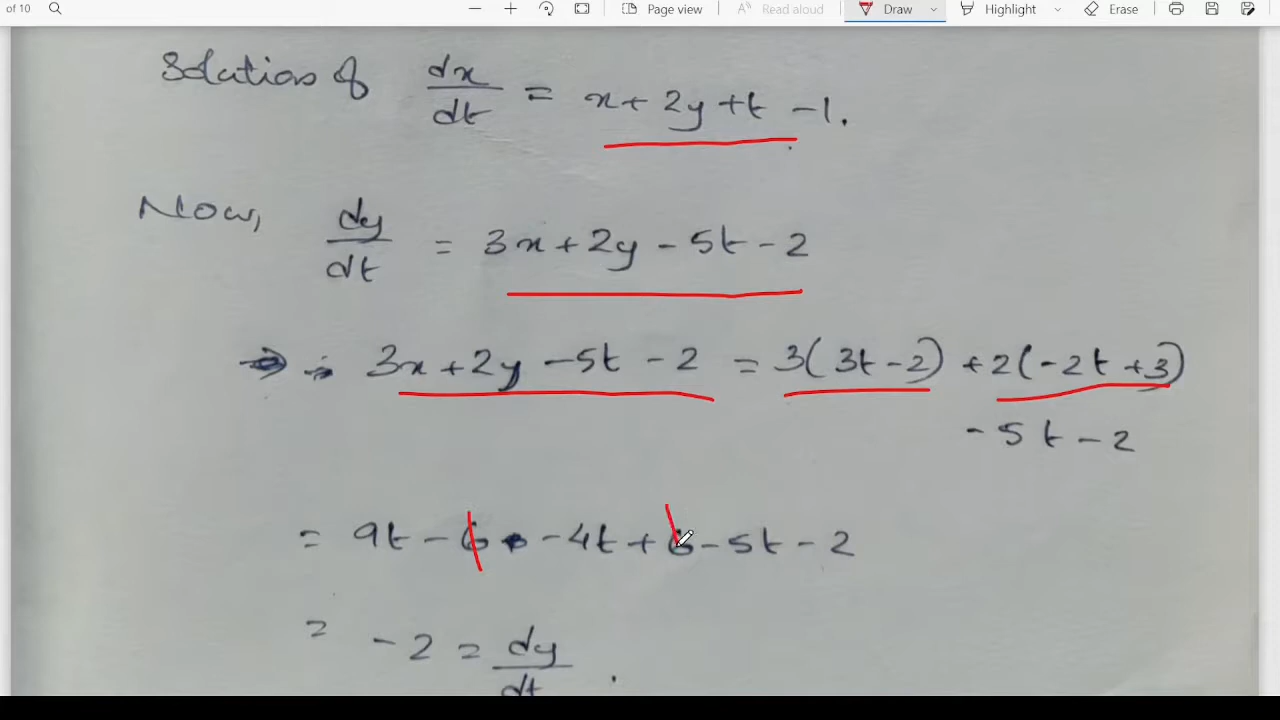 of 10 Page view Read aloud Draw Highlight Erase
Solution of dx/dt = x + 2y + t - 1.
Now, dy/dt = 3x + 2y - 5t - 2
∴ 3x + 2y - 5t - 2 = 3(3t - 2) + 2(-2t + 3)
- 5t - 2
= 9t - 6 - 4t + 6 - 5t - 2
= -2 = dy/dt .